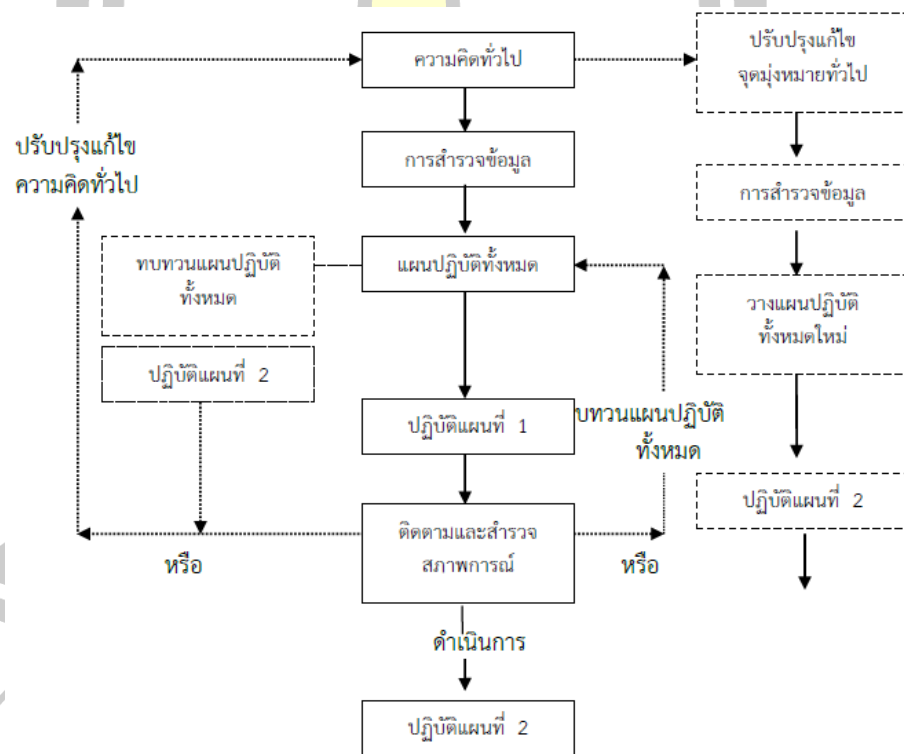 ความคิดทั่วไป
ปรับปรุงแก้ไข
จุดมุ่งหมายทั่วไป
ปรับปรุงแก้ไข
ความคิดทั่วไป
การสำรวจข้อมูล
การสำรวจข้อมูล
ทบทวนแผนปฏิบัติ
ทั้งหมด
แผนปฏิบัติทั้งหมด
วางแผนปฏิบัติ
ทั้งหมดใหม่
ปฏิบัติแผนที่ 2
ปฏิบัติแผนที่ 1
บทวนแผนปฏิบัติ
ทั้งหมด
ปฏิบัติแผนที่ 2
ติดตามและสำรวจ
สภาพการณ์
หรือ
หรือ
ดำเนินการ
ปฏิบัติแผนที่ 2